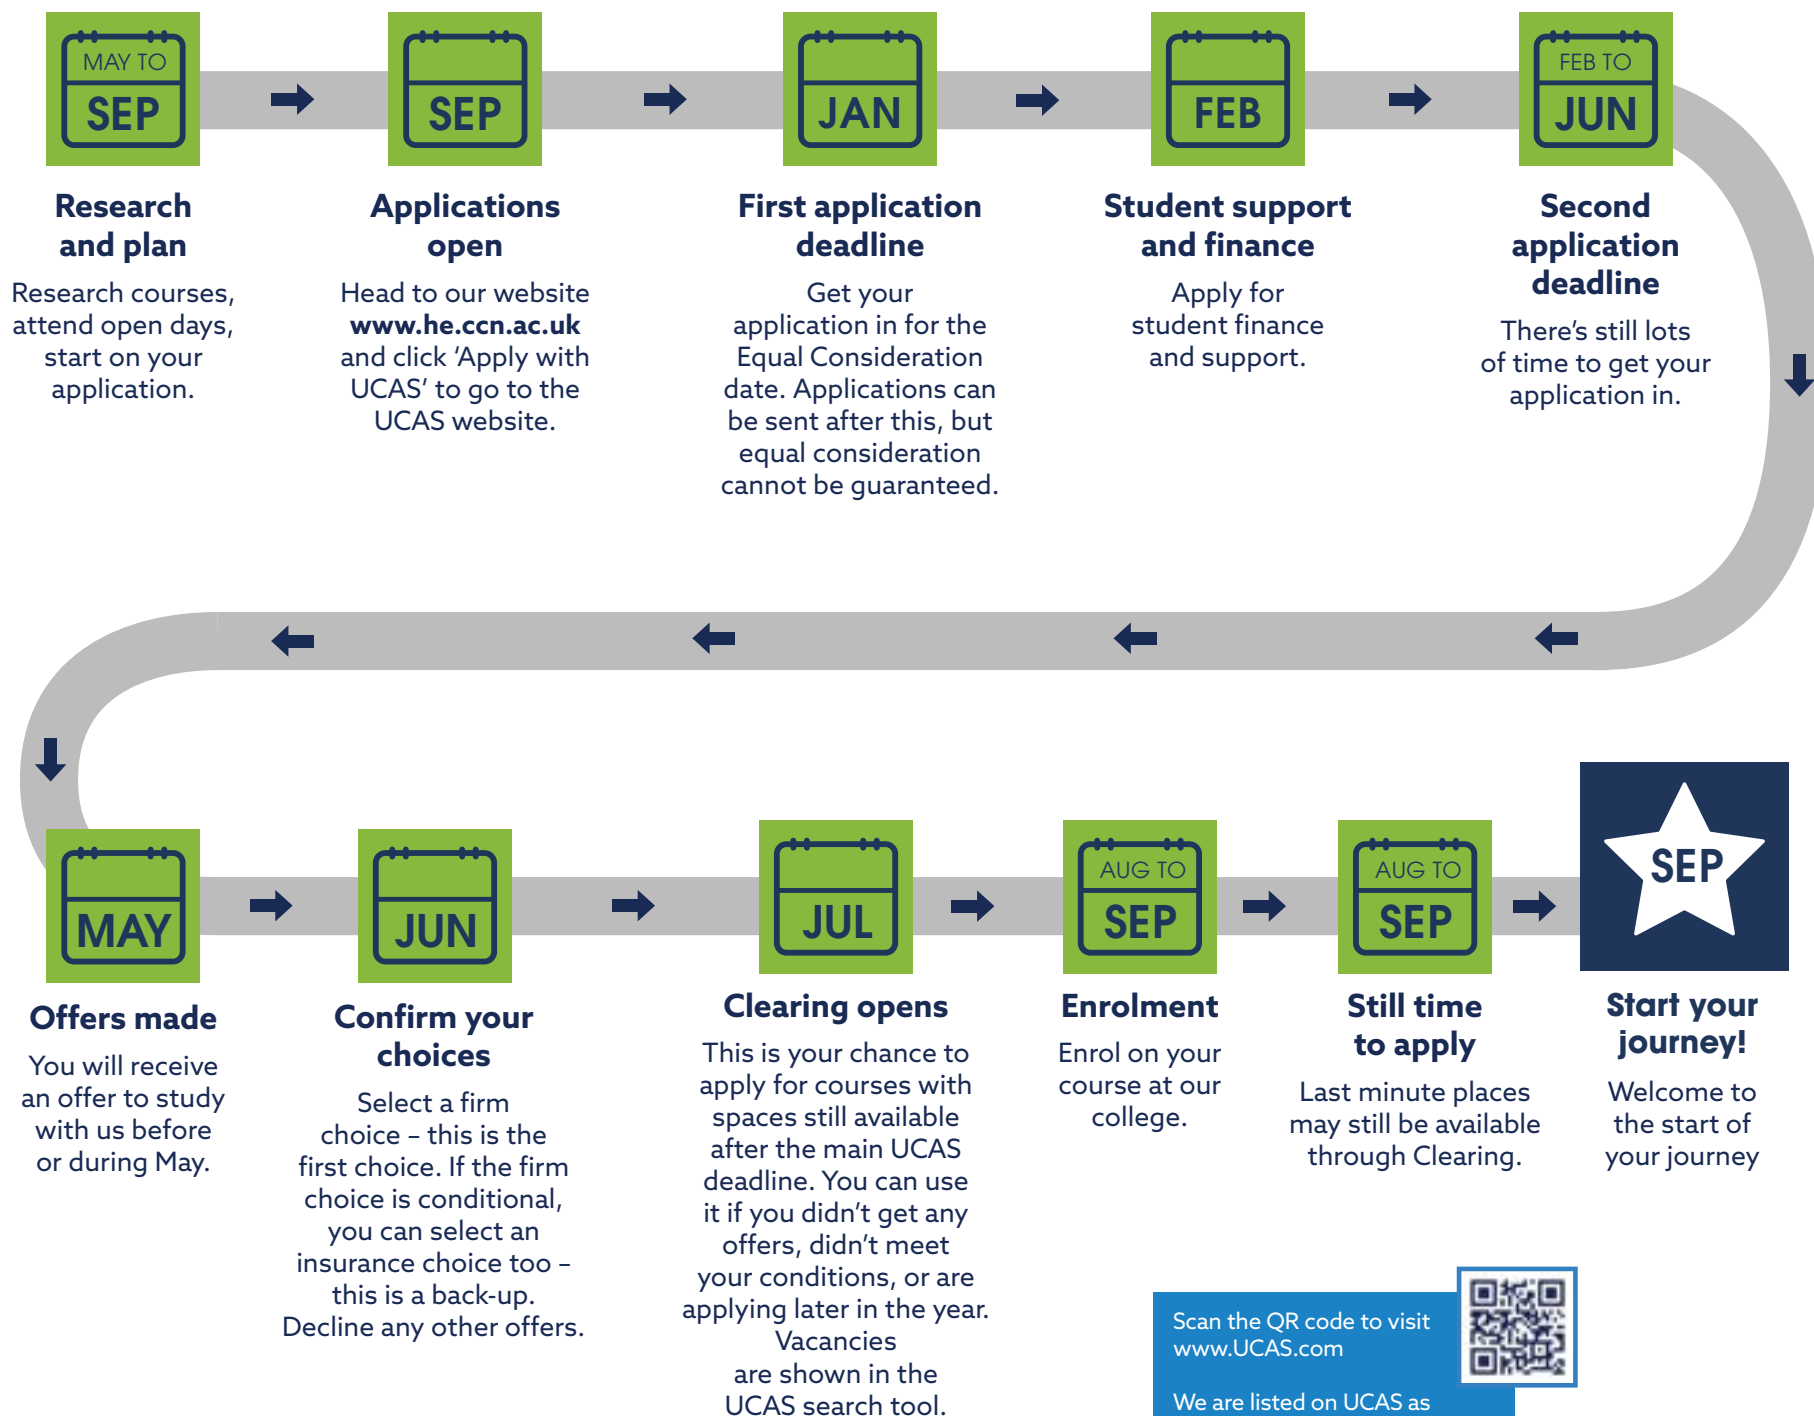 MAY TO
SEP
Research
and plan
Research courses,
attend open days,
start on your
application.
SEP
Applications
open
Head to our website
www.he.ccn.ac.uk
and click ‘Apply with
UCAS’ to go to the
UCAS website.
JAN
First application
deadline
Get your
application in for the
Equal Consideration
date. Applications can
be sent after this, but
equal consideration
cannot be guaranteed.
FEB
Student support
and finance
Apply for
student finance
and support.
FEB TO
JUN
Second
application
deadline
There’s still lots
of time to get your
application in.
MAY
Offers made
You will receive
an offer to study
with us before
or during May.
JUN
Confirm your
choices
Select a firm
choice – this is the
first choice. If the firm
choice is conditional,
you can select an
insurance choice too –
this is a back-up.
Decline any other offers.
JUL
Clearing opens
This is your chance to
apply for courses with
spaces still available
after the main UCAS
deadline. You can use
it if you didn’t get any
offers, didn’t meet
your conditions, or are
applying later in the year.
Vacancies
are shown in the
UCAS search tool.
AUG TO
SEP
Enrolment
Enrol on your
course at our
college.
AUG TO
SEP
Still time
to apply
Last minute places
may still be available
through Clearing.
SEP
Start your
journey!
Welcome to
the start of
your journey
Scan the QR code to visit
www.UCAS.com
We are listed on UCAS as